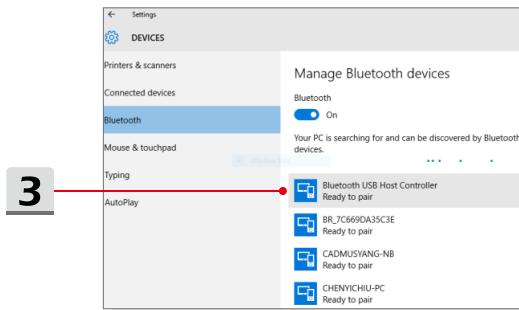 Settings
DEVICES
Printers & scanners
Connected devices
Bluetooth
Mouse & touchpad
Typing
AutoPlay
Manage Bluetooth devices
Bluetooth
On
Your PC is searching for and can be discovered by Bluetooth
devices.
3
Bluetooth USB Host Controller
Ready to pair
BR_7C669DA35C3E
Ready to pair
CADMUSYANG-NB
Ready to pair
CHENYICHIU-PC
Ready to pair